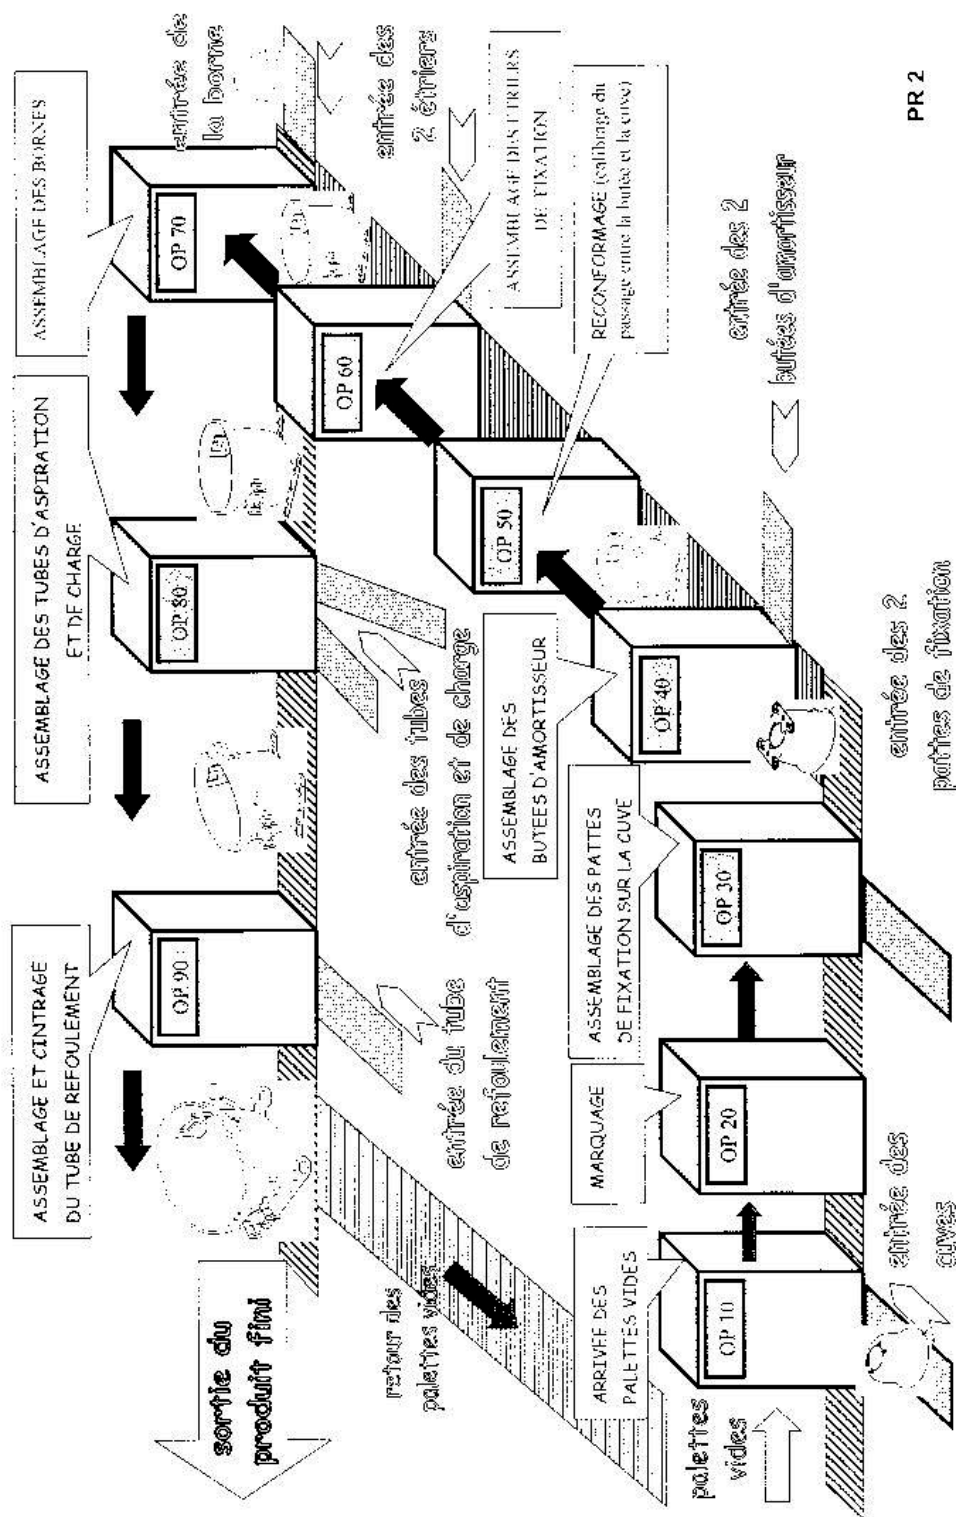 ASSEMBLAGE ET CINTRAGE
DU TUBE DE REFOULEMENT
ASSEMBLAGE DES TUBES D'ASPIRATION
ET DE CHARGE
ASSEMBLAGE DES BORNES
entrée de
la borne
OP 90
OP 80
OP 70
sortie du
produit fini
entrée des
2 étriers
OP 60
ASSEMBLAGE DES ETRIERS
DE FIXATION
retour des
palettes vides
entrée du tube
de refoulement
entrée des tubes
d'aspiration et de charge
OP 50
RECONFORMAGE (calibrage du
passage entre la butée et la cuve)
ASSEMBLAGE DES
BUTEES D'AMORTISSEUR
OP 40
entrée des 2
butées d'amortisseur
ARRIVEE DES
PALETTES VIDES
MARQUAGE
ASSEMBLAGE DES PATTES
DE FIXATION SUR LA CUVE
palettes
vides
OP 10
OP 20
OP 30
entrée des
cuves
entrée des 2
pattes de fixation
PR 2